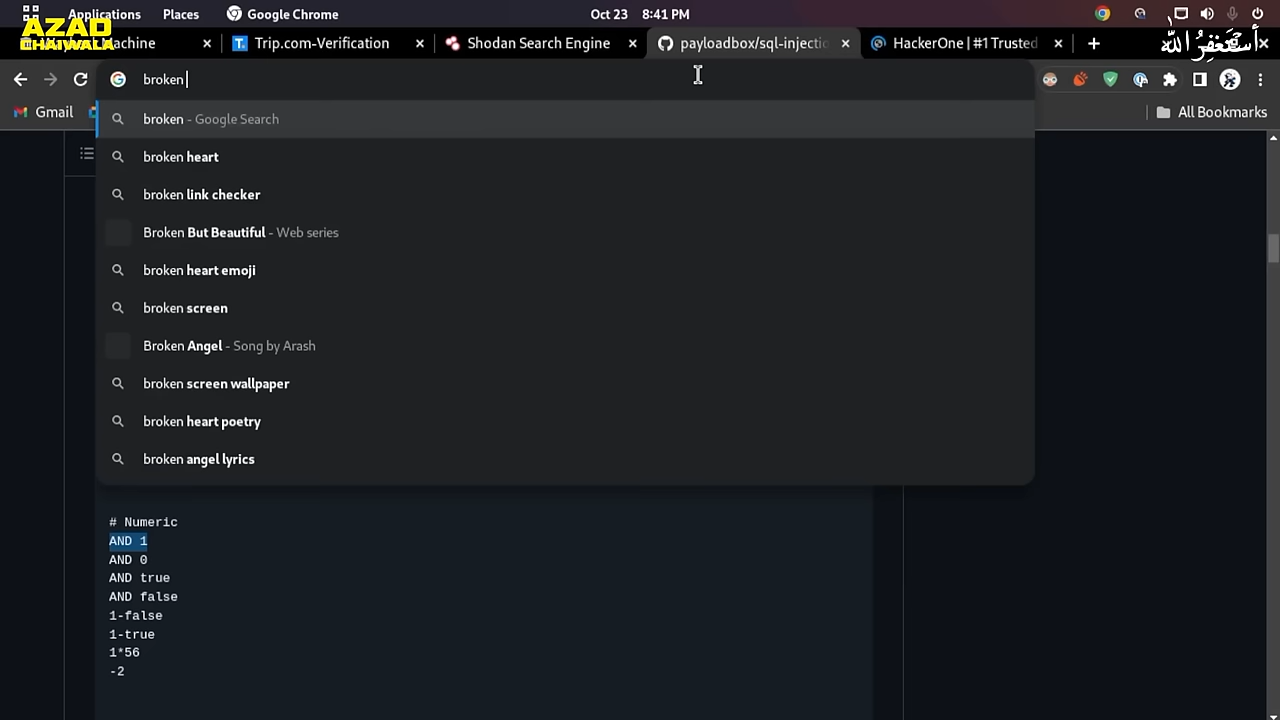 Applications Places Google Chrome Oct 23 8:41 PM
AZAD
CHAIWALA
Machine Trip.com-Verification Shodan Search Engine payloadbox/sql-injectio HackerOne | #1 Trusted
أستغفر الله
broken
Gmail All Bookmarks
broken - Google Search
broken heart
broken link checker
Broken But Beautiful - Web series
broken heart emoji
broken screen
Broken Angel - Song by Arash
broken screen wallpaper
broken heart poetry
broken angel lyrics
# Numeric
AND 1
AND 0
AND true
AND false
1-false
1-true
1*56
-2